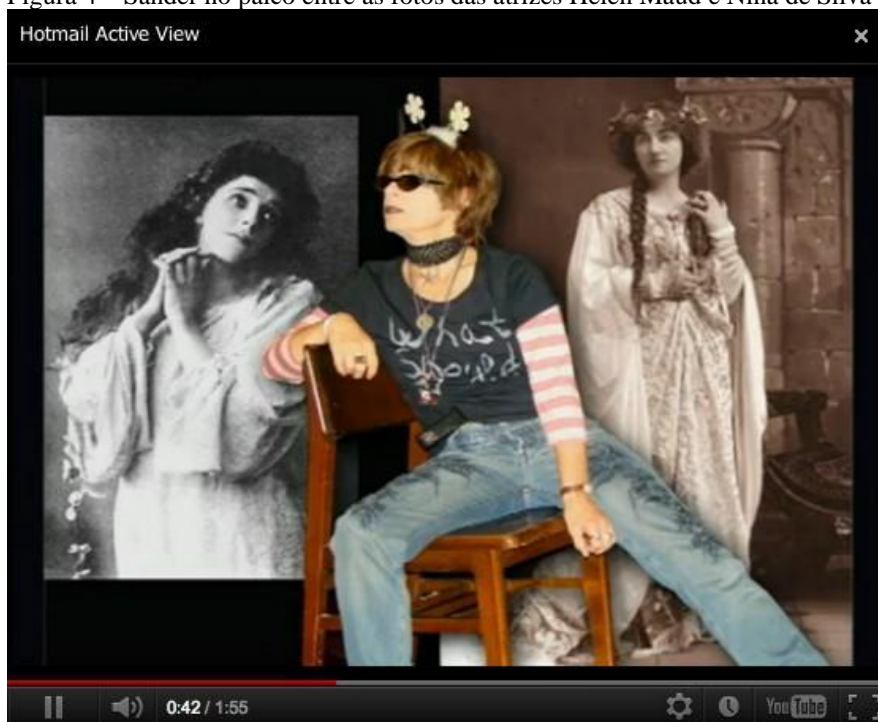 Figura 4 – Sander no palco entre as fotos das atrizes Helen Maud e Nina de Silva
Hotmail Active View
What
0:42 / 1:55
YouTube